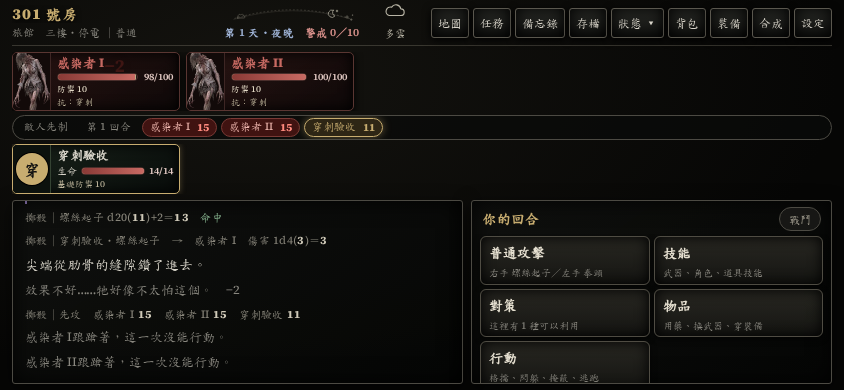 301 號房
旅館　三樓・停電｜普通
第 1 天・夜晚　警戒 0/10
多雲
地圖
任務
備忘錄
存檔
狀態 ▾
背包
裝備
合成
設定
感染者 I −2
98/100
防禦 10
抗：穿刺
感染者 II
100/100
防禦 10
抗：穿刺
敵人先制　第 1 回合　感染者 I 15　感染者 II 15　穿刺驗收 11
穿
穿刺驗收
生命 14/14
基礎防禦 10
擲骰｜螺絲起子 d20(11)+2=13　命中
擲骰｜穿刺驗收・螺絲起子　→　感染者 I　傷害 1d4(3)=3
尖端從肋骨的縫隙鑽了進去。
效果不好……牠好像不太怕這個。　−2
擲骰｜先攻　感染者 I 15　感染者 II 15　穿刺驗收 11
感染者 I踉蹌著，這一次沒能行動。
感染者 II踉蹌著，這一次沒能行動。
你的回合
戰鬥
普通攻擊
右手 螺絲起子／左手 拳頭
技能
武器、角色、道具技能
對策
這裡有 1 種可以利用
物品
用藥、換武器、穿裝備
行動
格擋、閃躲、掩蔽、逃跑